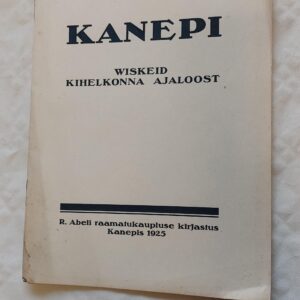 KANEPI
WISKEID
KIHELKONNA AJALOOST
R. Abeli raamatukaupluse kirjastus
Kanepis 1925